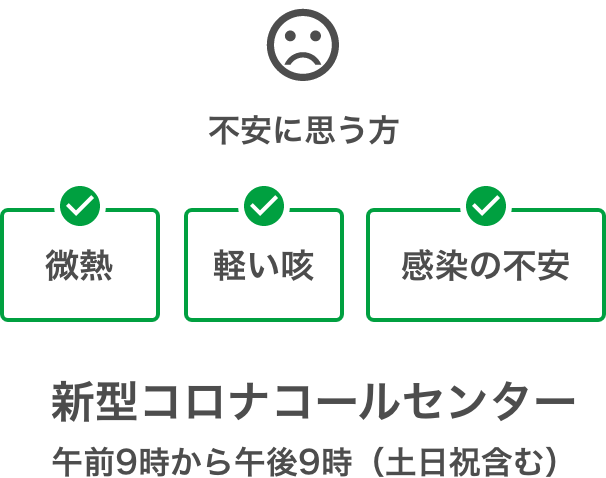 不安に思う方
微熱
軽い咳
感染の不安
新型コロナコールセンター
午前9時から午後9時（土日祝含む）